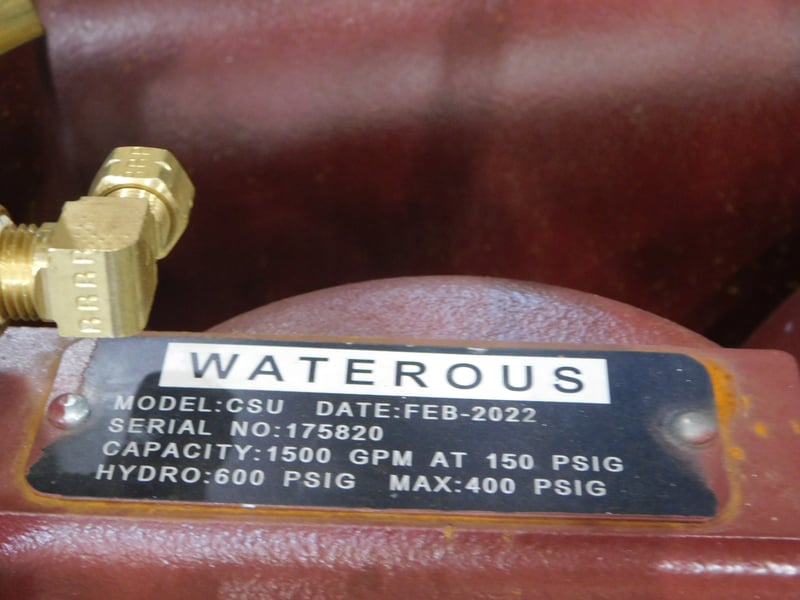 WATEROUS
MODEL:CSU DATE:FEB-2022
SERIAL NO:175820
CAPACITY:1500 GPM AT 150 PSIG
HYDRO:600 PSIG MAX:400 PSIG